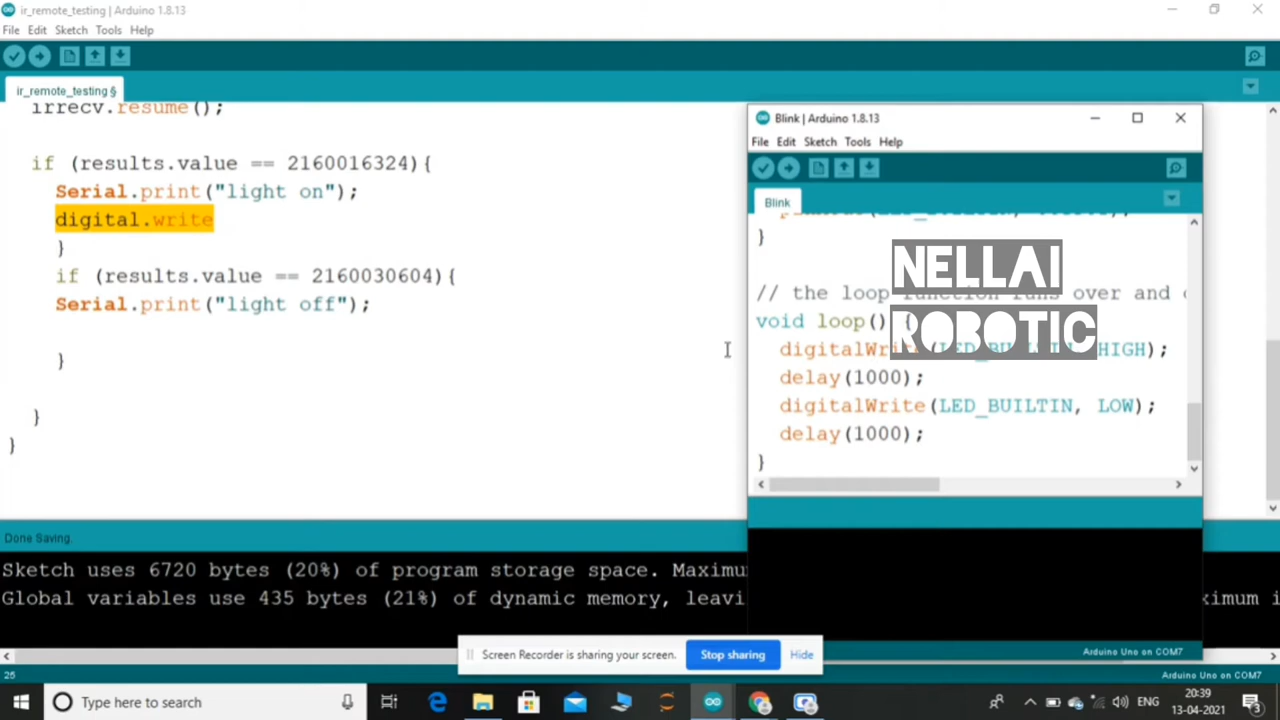 ir_remote_testing | Arduino 1.8.13
File Edit Sketch Tools Help
ir_remote_testing §
irrecv.resume();
if (results.value == 2160016324){
Serial.print("light on");
digital.write
}
if (results.value == 2160030604){
Serial.print("light off");
}
}
}
Done Saving.
Sketch uses 6720 bytes (20%) of program storage space.
Global variables use 435 bytes (21%) of dynamic memory,
25
Arduino Uno on COM7
Blink | Arduino 1.8.13
File Edit Sketch Tools Help
Blink
}
// the loop function runs over and
void loop() {
digitalWrite(LED_BUILTIN, HIGH);
delay(1000);
digitalWrite(LED_BUILTIN, LOW);
delay(1000);
}
Arduino Uno on COM7
NELLAI
ROBOTIC
Screen Recorder is sharing your screen. Stop sharing Hide
Type here to search
ENG
20:39
13-04-2021
3